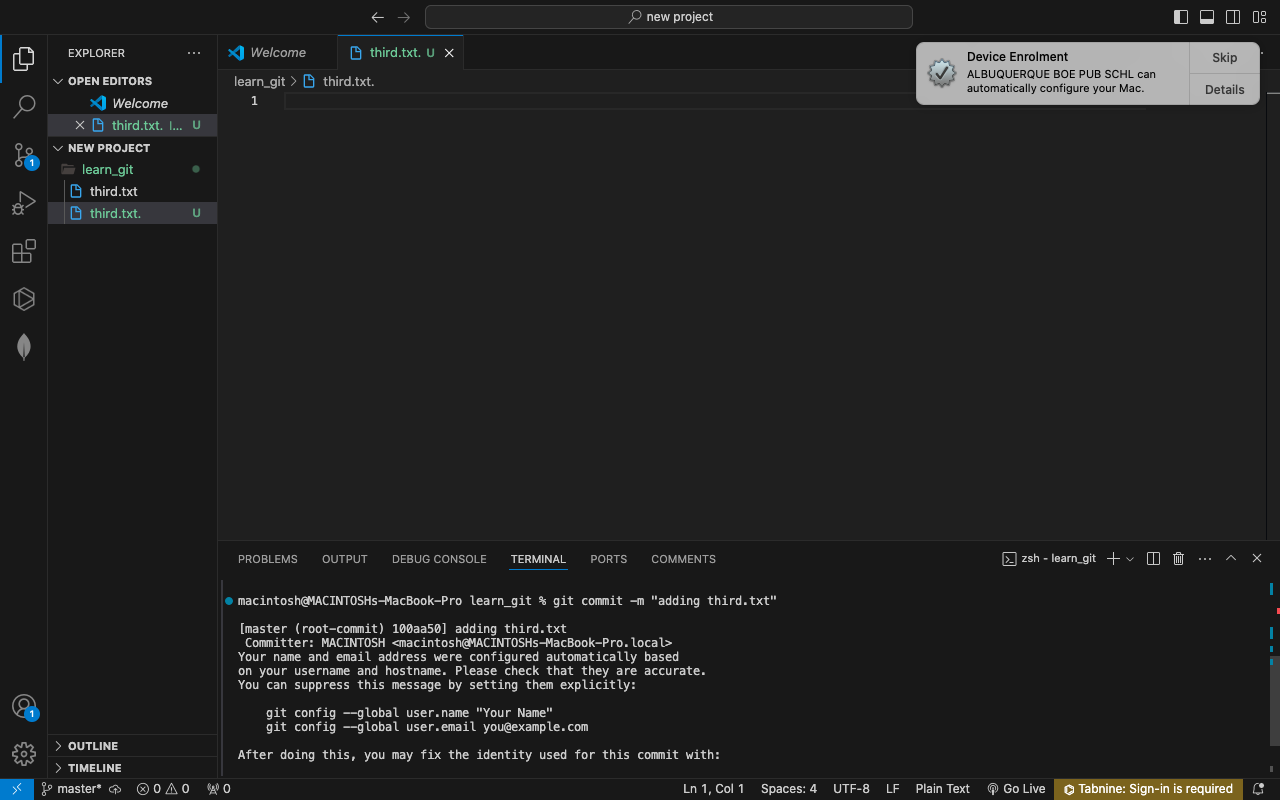 new project
EXPLORER
OPEN EDITORS
Welcome
third.txt. l... U
NEW PROJECT
learn_git
third.txt
third.txt. U
OUTLINE
TIMELINE
Welcome
third.txt. U
learn_git > third.txt.
1
Device Enrolment
ALBUQUERQUE BOE PUB SCHL can
automatically configure your Mac.
Skip
Details
PROBLEMS OUTPUT DEBUG CONSOLE TERMINAL PORTS COMMENTS
zsh - learn_git
macintosh@MACINTOSHs-MacBook-Pro learn_git % git commit -m "adding third.txt"
[master (root-commit) 100aa50] adding third.txt
Committer: MACINTOSH <macintosh@MACINTOSHs-MacBook-Pro.local>
Your name and email address were configured automatically based
on your username and hostname. Please check that they are accurate.
You can suppress this message by setting them explicitly:
git config --global user.name "Your Name"
git config --global user.email you@example.com
After doing this, you may fix the identity used for this commit with:
1
1
master* 0 0 0
Ln 1, Col 1 Spaces: 4 UTF-8 LF Plain Text Go Live Tabnine: Sign-in is required